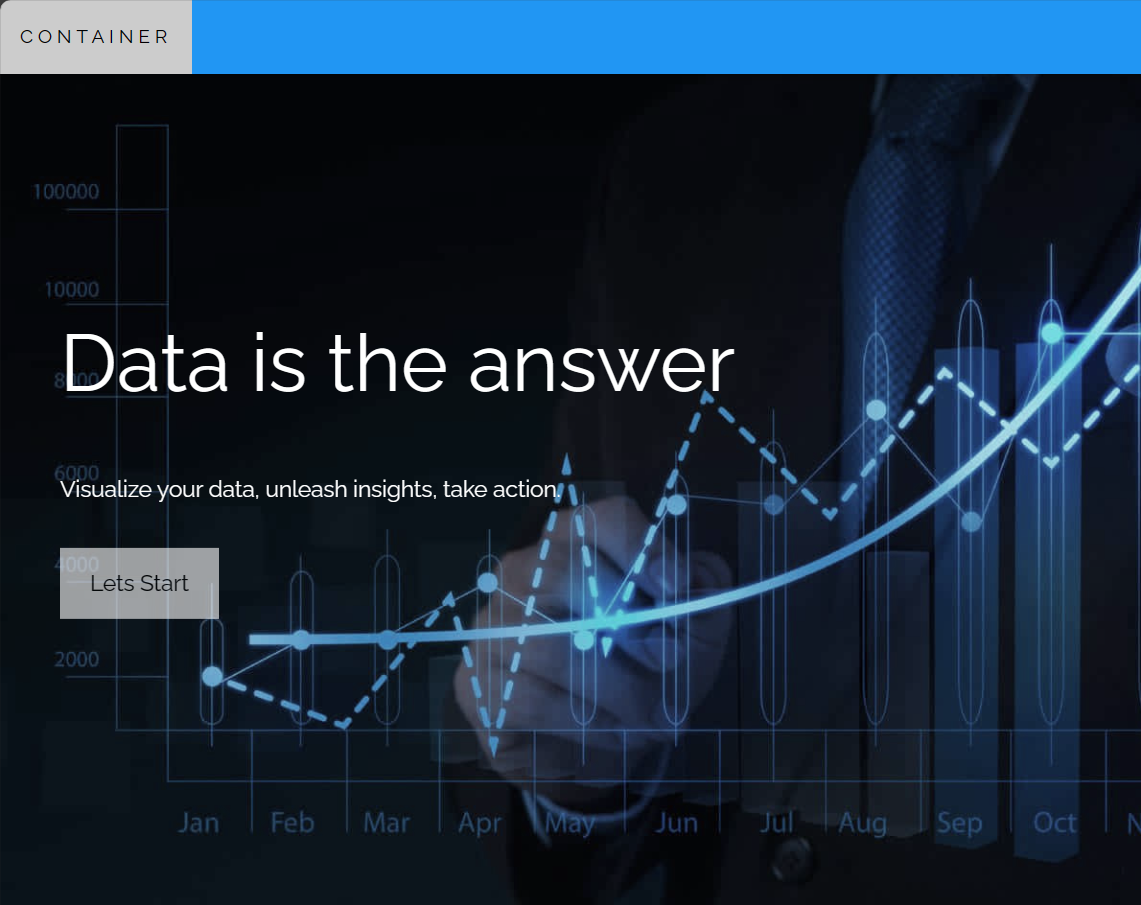 CONTAINER
100000
10000
Data is the answer
8000
6000
Visualize your data, unleash insights, take action.
4000
Lets Start
2000
Jan Feb Mar Apr May Jun Jul Aug Sep Oct N